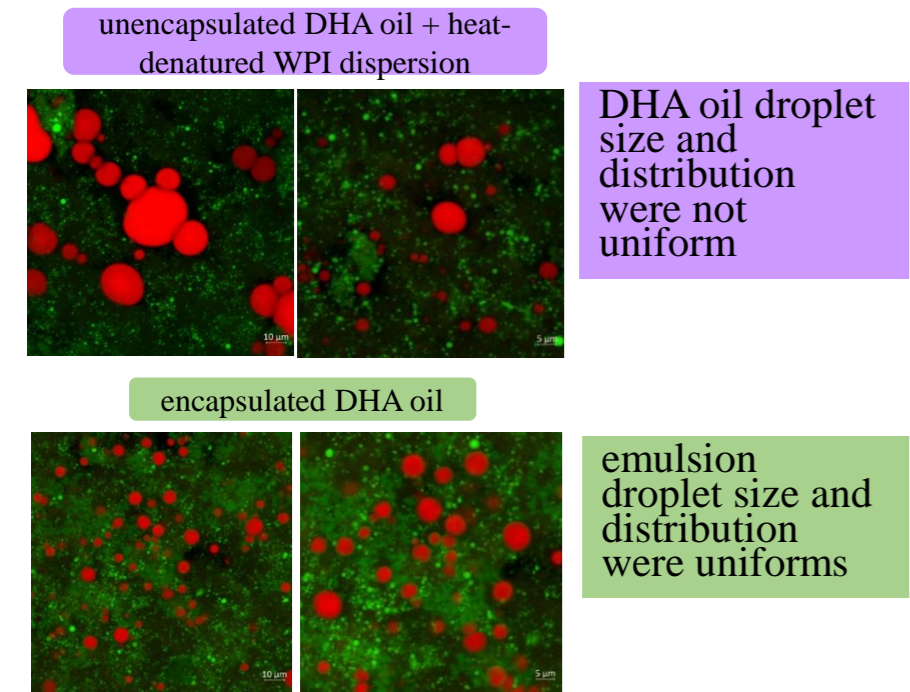 unencapsulated DHA oil + heat-
denatured WPI dispersion
DHA oil droplet
size and
distribution
were not
uniform
10 μm
5 μm
encapsulated DHA oil
emulsion
droplet size and
distribution
were uniforms
10 μm
5 μm